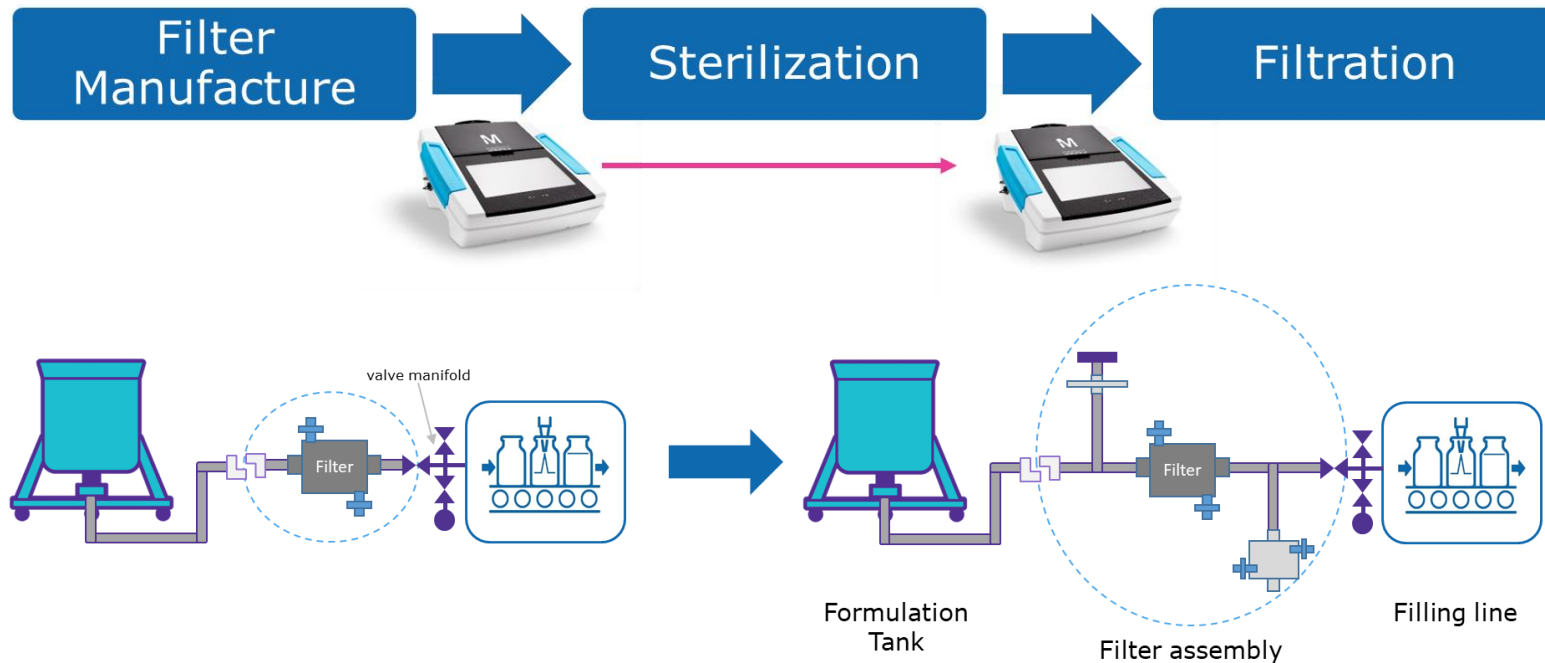 Filter
Manufacture
Sterilization
Filtration
M
M
valve manifold
Filter
Filter
Formulation
Tank
Filter assembly
Filling line